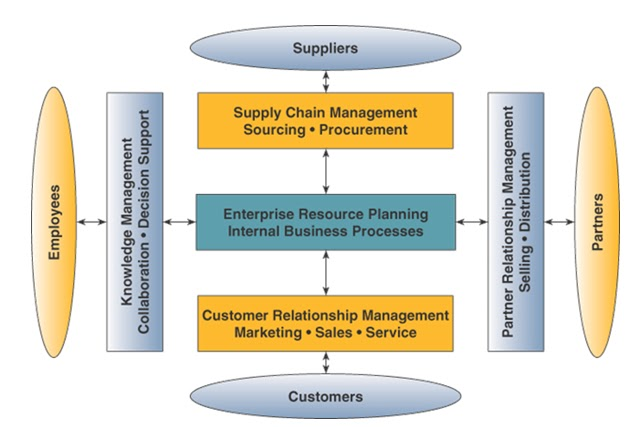 Suppliers
Supply Chain Management
Sourcing • Procurement
Employees
Knowledge Management
Collaboration • Decision Support
Enterprise Resource Planning
Internal Business Processes
Partner Relationship Management
Selling • Distribution
Partners
Customer Relationship Management
Marketing • Sales • Service
Customers